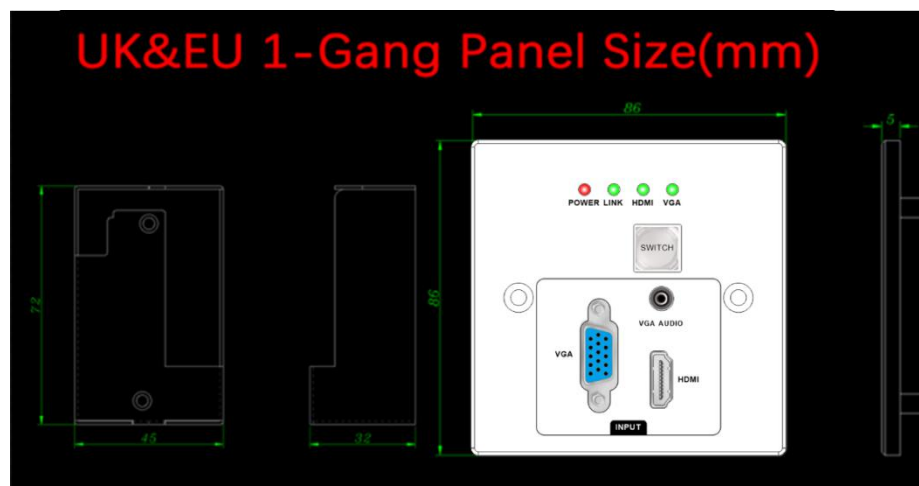 UK&EU 1-Gang Panel Size(mm)
86
5
POWER LINK HDMI VGA
SWITCH
72
86
VGA AUDIO
VGA
HDMI
INPUT
45
32